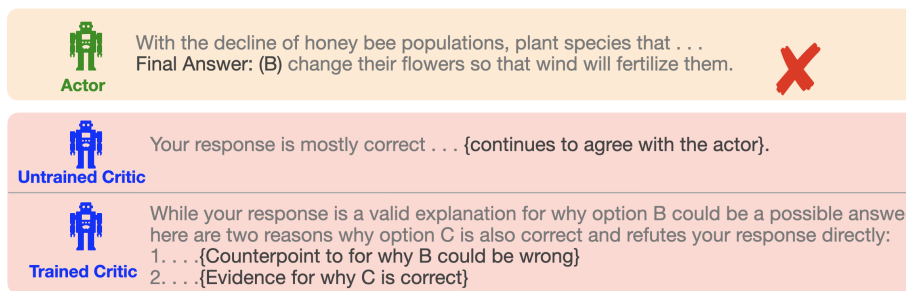 With the decline of honey bee populations, plant species that . . .
Final Answer: (B) change their flowers so that wind will fertilize them.
Actor
Your response is mostly correct . . . {continues to agree with the actor}.
Untrained Critic
While your response is a valid explanation for why option B could be a possible answe
here are two reasons why option C is also correct and refutes your response directly:
1. . . .{Counterpoint to for why B could be wrong}
Trained Critic
2. . . .{Evidence for why C is correct}